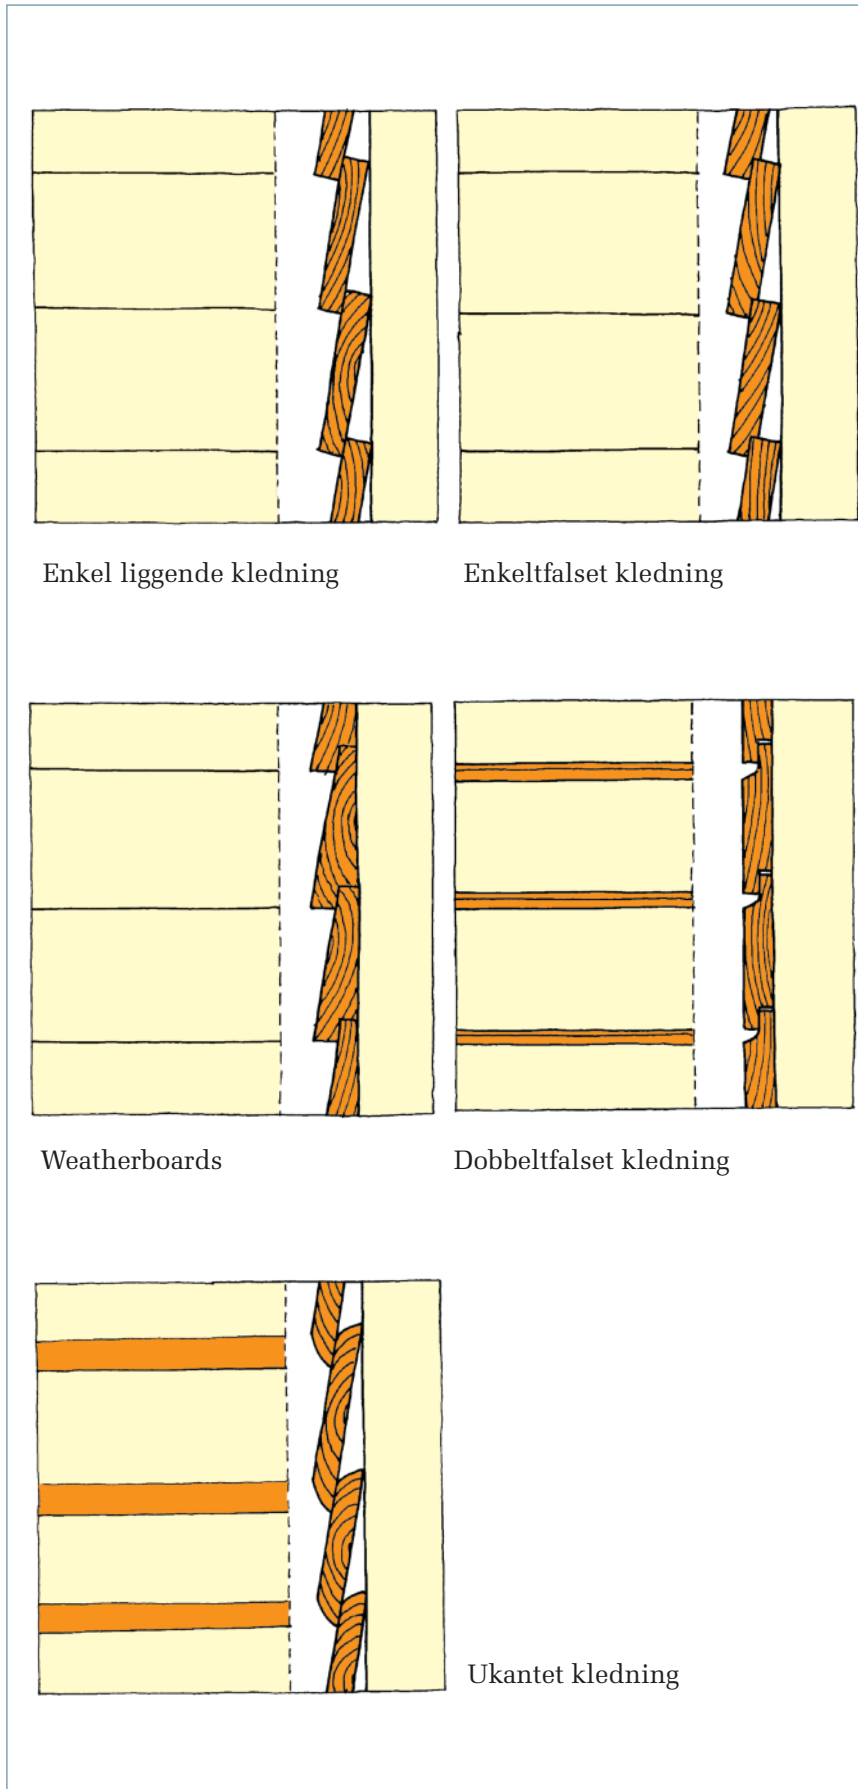 Enkel liggende kledning
Enkeltfalset kledning
Weatherboards
Dobbeltfalset kledning
Ukantet kledning